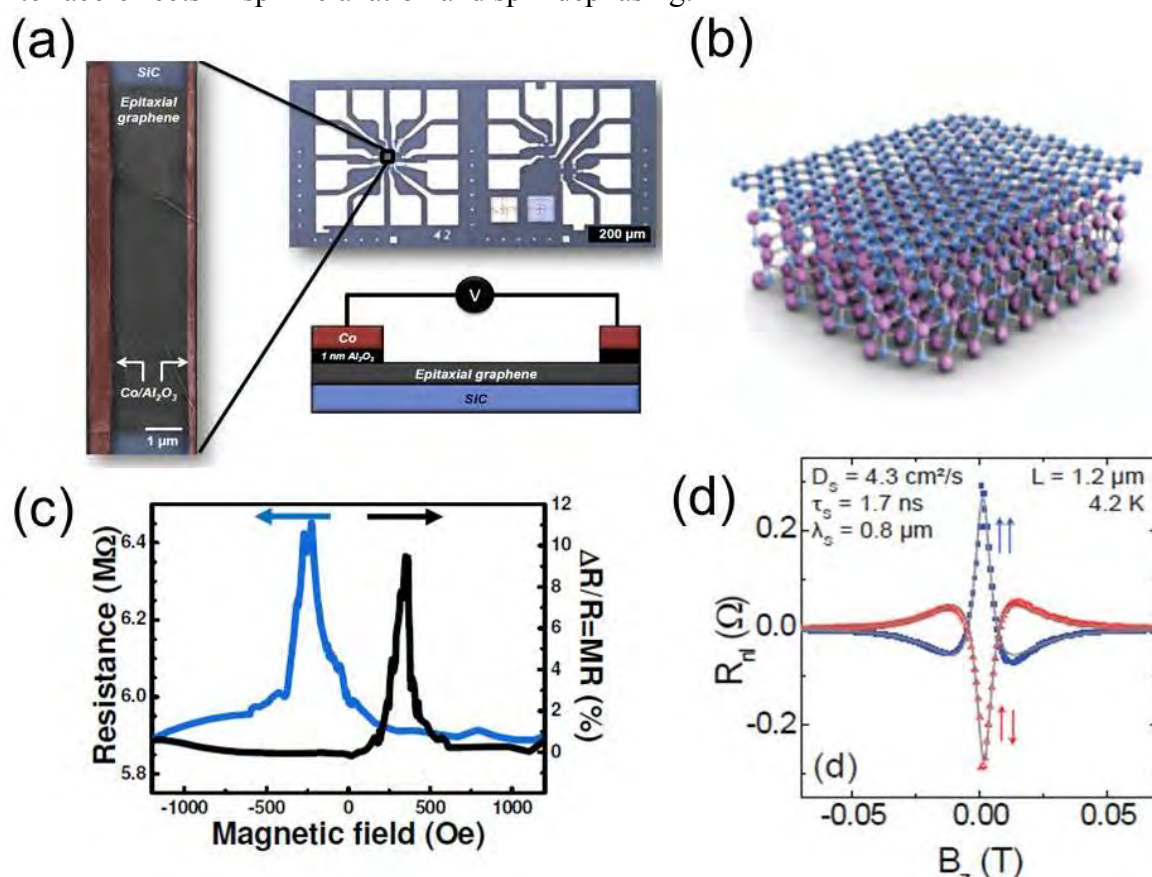 (a)
SiC
Epitaxial
graphene
Co/Al₂O₃
1 μm
42
200 μm
V
Co
1 nm Al₂O₃
Epitaxial graphene
SiC
(b)
(c)
Resistance (MΩ)
6.4
6.2
6.0
5.8
-1000
-500
0
500
1000
Magnetic field (Oe)
12
10
8
6
4
2
0
ΔR/R=MR (%)
(d)
Dₛ = 4.3 cm²/s
τₛ = 1.7 ns
λₛ = 0.8 μm
L = 1.2 μm
4.2 K
↑↑
↑↓
0.2
0.0
-0.2
Rₙₗ (Ω)
(d)
-0.05
0.00
0.05
B_z (T)